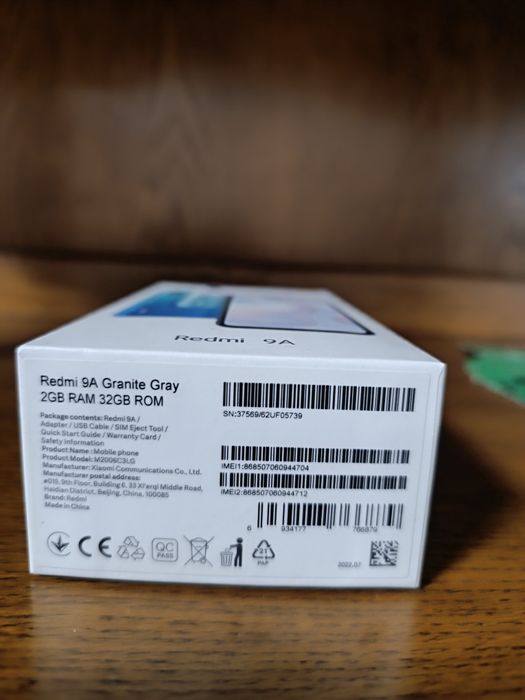 Redmi 9A
Redmi 9A Granite Gray
2GB RAM 32GB ROM
Package contents: Redmi 9A /
Adapter / USB Cable / SIM Eject Tool /
Quick Start Guide / Warranty Card /
Safety information
Product Name: Mobile phone
Product Model: M2006C3LG
Manufacturer: Xiaomi Communications Co., Ltd.
Manufacturer postal address:
#019, 9th Floor, Building 6, 33 Xi'erqi Middle Road,
Haidian District, Beijing, China, 100085
Brand: Redmi
Made in China
SN:37569/62UF05739
IMEI1:868507060944704
IMEI2:868507060944712
6 934177 766879
CE
QC
PASS
21
PAP
2022.07